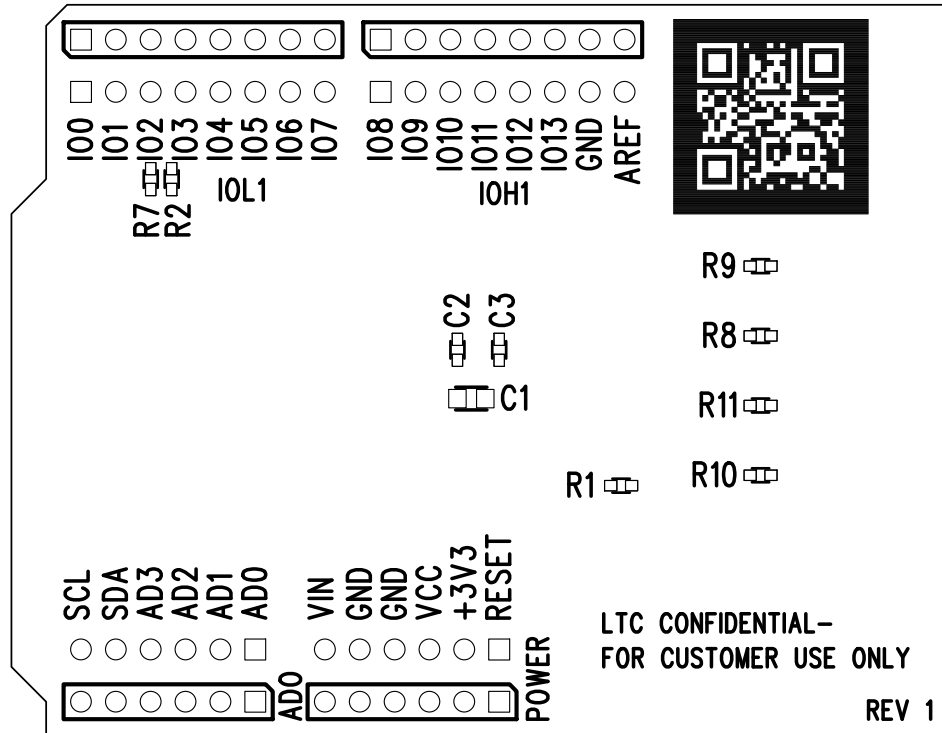 IO0 IO1 IO2 IO3 IO4 IO5 IO6 IO7
IO8 IO9 IO10 IO11 IO12 IO13 GND AREF
IOL1
IOH1
R7 R2
R9
C2 C3
R8
C1
R11
R10
R1
SCL SDA AD3 AD2 AD1 AD0
VIN GND GND VCC +3V3 RESET
AD0
POWER
LTC CONFIDENTIAL-
FOR CUSTOMER USE ONLY
REV 1